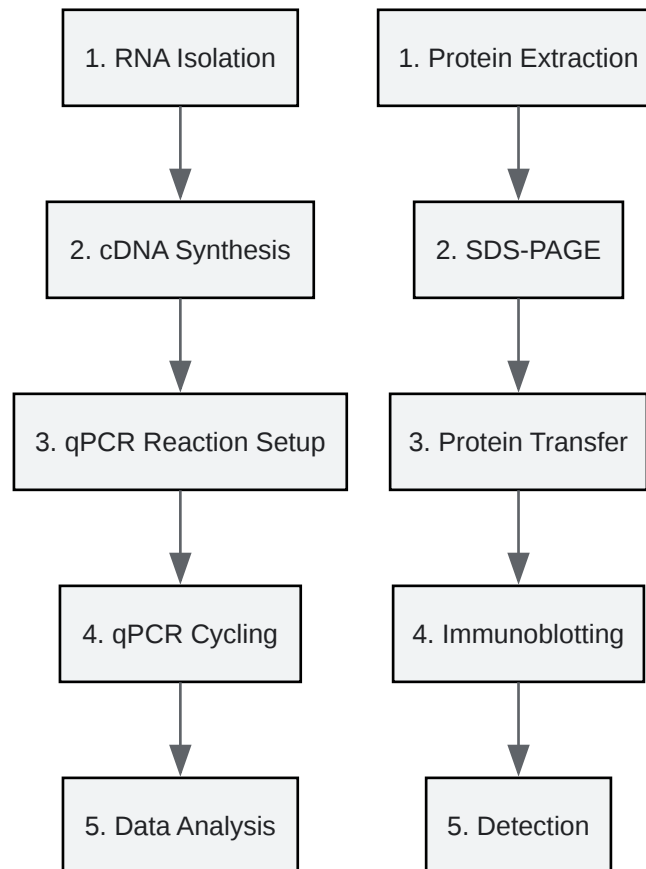 1. RNA Isolation
2. cDNA Synthesis
3. qPCR Reaction Setup
4. qPCR Cycling
5. Data Analysis
1. Protein Extraction
2. SDS-PAGE
3. Protein Transfer
4. Immunoblotting
5. Detection